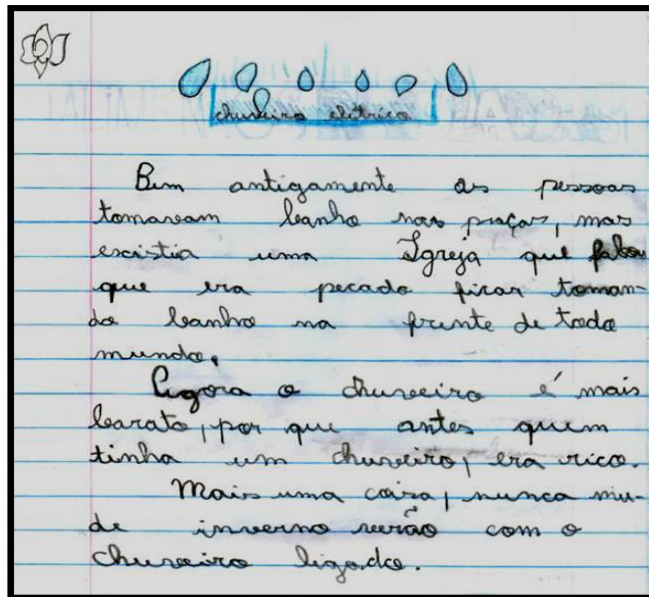 chuveiro elétrico
Bem antigamente as pessoas
tomavam banho nas praças, mas
existia uma Igreja que falou
que era pecado ficar toman-
do banho na frente de todo
mundo.
Agora o chuveiro é mais
barato, por que antes quem
tinha um chuveiro, era rico.
Mais uma coisa, nunca mu-
de inverno verão com o
chuveiro ligado.